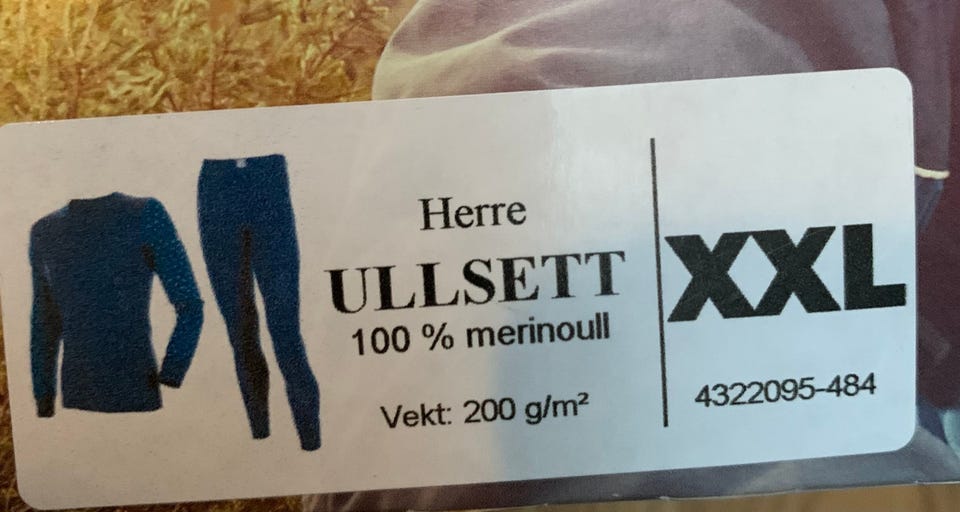 Herre
ULLSETT
100 % merinoull
Vekt: 200 g/m²
XXL
4322095-484